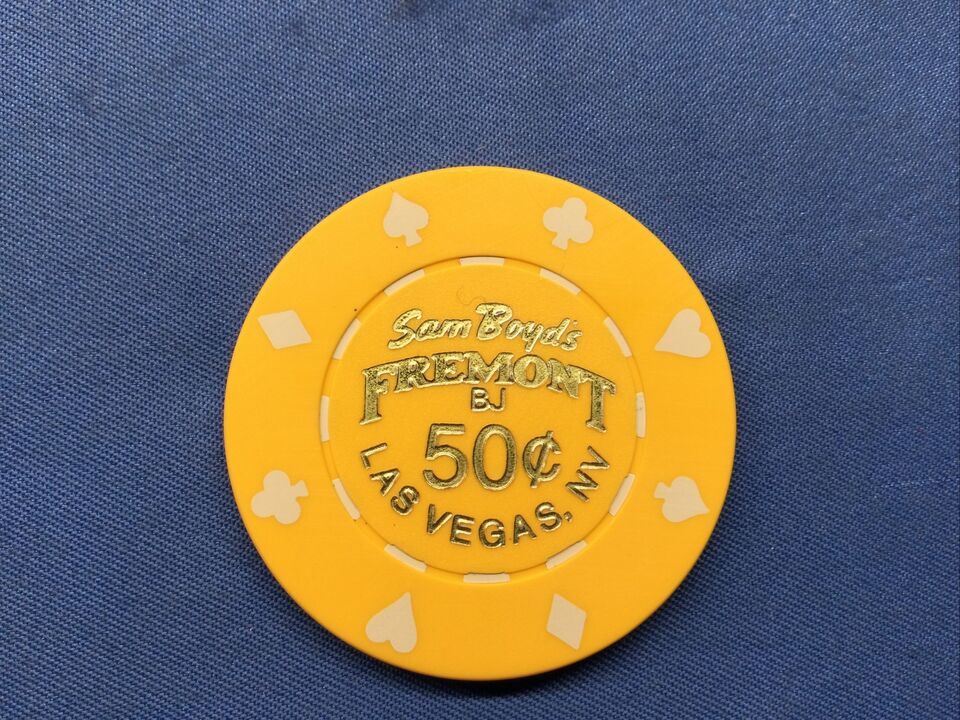 Sam Boyd's
FREMONT
BJ
50¢
LAS VEGAS, NV